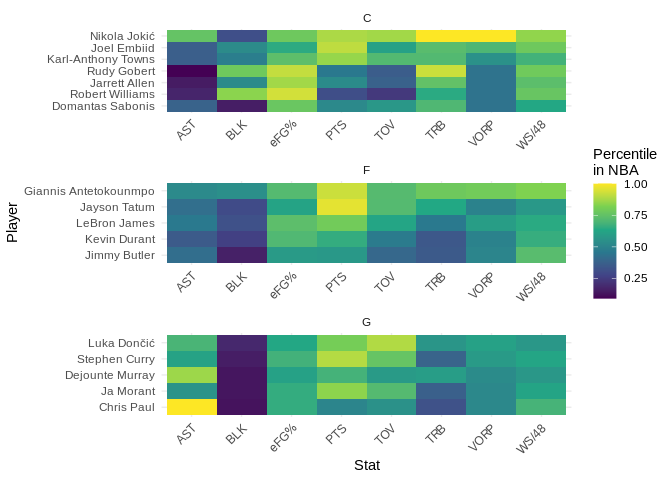 C
Nikola Jokić
Joel Embiid
Karl-Anthony Towns
Rudy Gobert
Jarrett Allen
Robert Williams
Domantas Sabonis
AST
BLK
eFG%
PTS
TOV
TRB
VORP
WS/48
F
Giannis Antetokounmpo
Jayson Tatum
LeBron James
Kevin Durant
Jimmy Butler
AST
BLK
eFG%
PTS
TOV
TRB
VORP
WS/48
G
Luka Dončić
Stephen Curry
Dejounte Murray
Ja Morant
Chris Paul
AST
BLK
eFG%
PTS
TOV
TRB
VORP
WS/48
Player
Stat
Percentile
in NBA
1.00
0.75
0.50
0.25